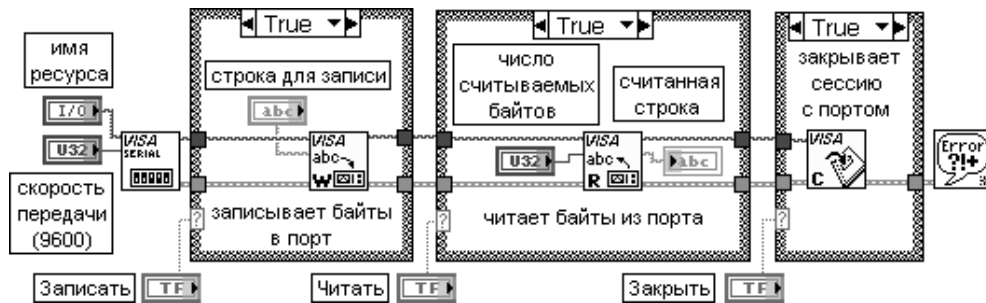 True
True
True
имя
ресурса
I/O
U32
VISA
SERIAL
скорость
передачи
(9600)
строка для записи
abc
VISA
abc
W
записывает байты
в порт
?
число
считываемых
байтов
считанная
строка
U32
VISA
abc
R
abc
читает байты из порта
?
закрывает
сессию
с портом
VISA
C
?
Error
?!+
Записать
TF
Читать
TF
Закрыть
TF